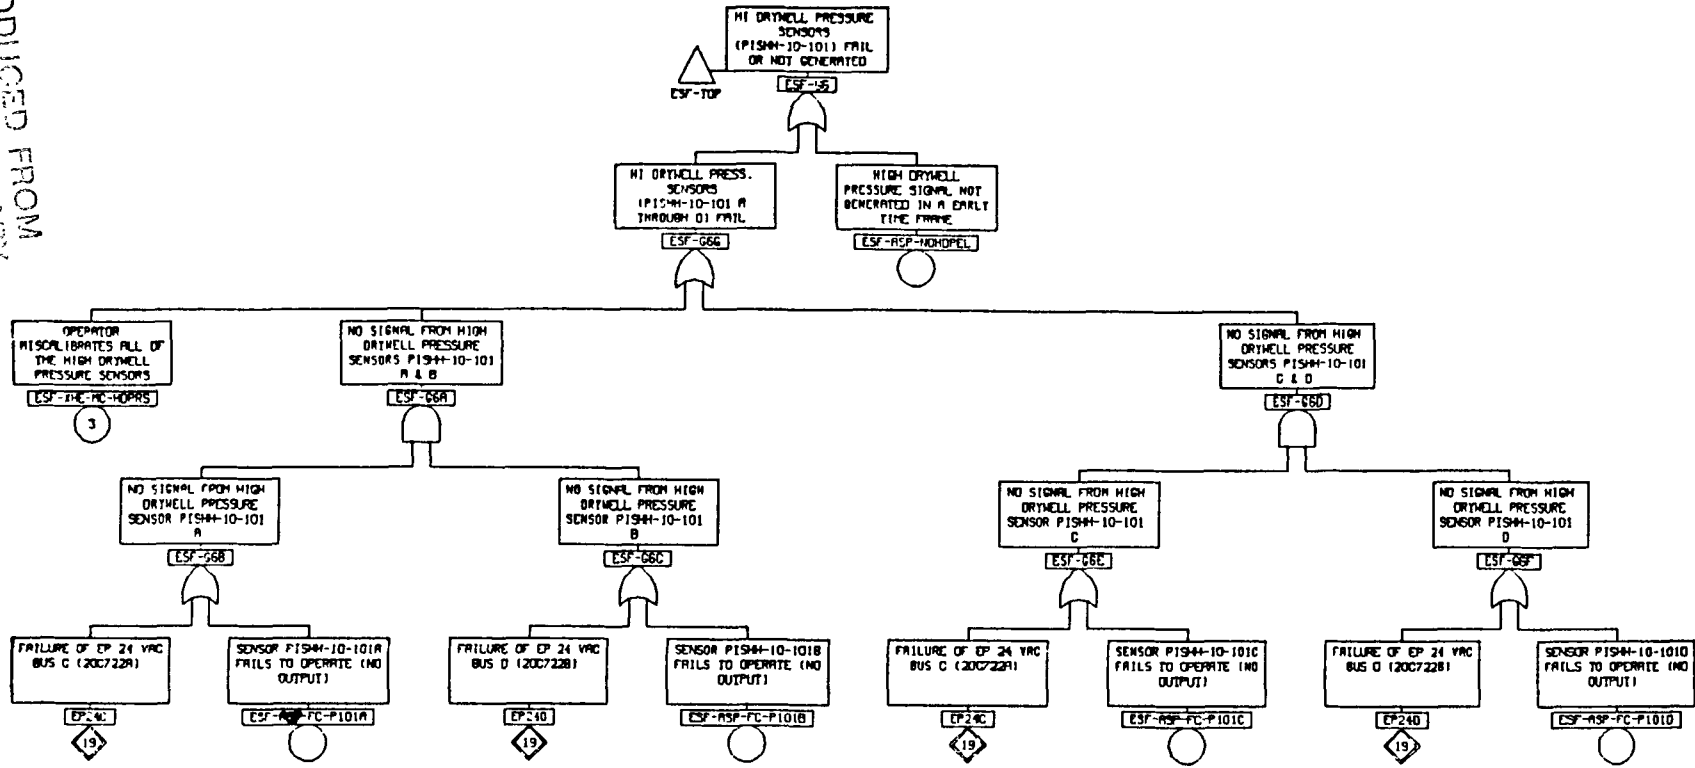 HI DRYWELL PRESSURE
SENSORS
(PISHH-10-101) FAIL
OR NOT GENERATED
ESF-TOP
HI DRYWELL PRESS.
SENSORS
(PISHH-10-101 A
THROUGH D) FAIL
ESF-G6G
HIGH DRYWELL
PRESSURE SIGNAL NOT
GENERATED IN A EARLY
TIME FRAME
ESF-ASP-NOHDPEL
OPERATOR
MISCALIBRATES ALL OF
THE HIGH DRYWELL
PRESSURE SENSORS
ESF-XHE-MC-HDPRS
3
NO SIGNAL FROM HIGH
DRYWELL PRESSURE
SENSORS PISHH-10-101
A & B
ESF-G6A
NO SIGNAL FROM HIGH
DRYWELL PRESSURE
SENSORS PISHH-10-101
C & D
ESF-G6D
NO SIGNAL FROM HIGH
DRYWELL PRESSURE
SENSOR PISHH-10-101
A
ESF-G6B
NO SIGNAL FROM HIGH
DRYWELL PRESSURE
SENSOR PISHH-10-101
B
ESF-G6C
NO SIGNAL FROM HIGH
DRYWELL PRESSURE
SENSOR PISHH-10-101
C
ESF-G6E
NO SIGNAL FROM HIGH
DRYWELL PRESSURE
SENSOR PISHH-10-101
D
ESF-G6F
FAILURE OF EP 24 VAC
BUS C (20C722A)
EP24C
19
SENSOR PISHH-10-101A
FAILS TO OPERATE (NO
OUTPUT)
ESF-ASP-FC-P101A
FAILURE OF EP 24 VAC
BUS D (20C722B)
EP24D
19
SENSOR PISHH-10-101B
FAILS TO OPERATE (NO
OUTPUT)
ESF-ASP-FC-P101B
FAILURE OF EP 24 VAC
BUS C (20C722A)
EP24C
19
SENSOR PISHH-10-101C
FAILS TO OPERATE (NO
OUTPUT)
ESF-ASP-FC-P101C
FAILURE OF EP 24 VAC
BUS D (20C722B)
EP24D
19
SENSOR PISHH-10-101D
FAILS TO OPERATE (NO
OUTPUT)
ESF-ASP-FC-P101D
FROM